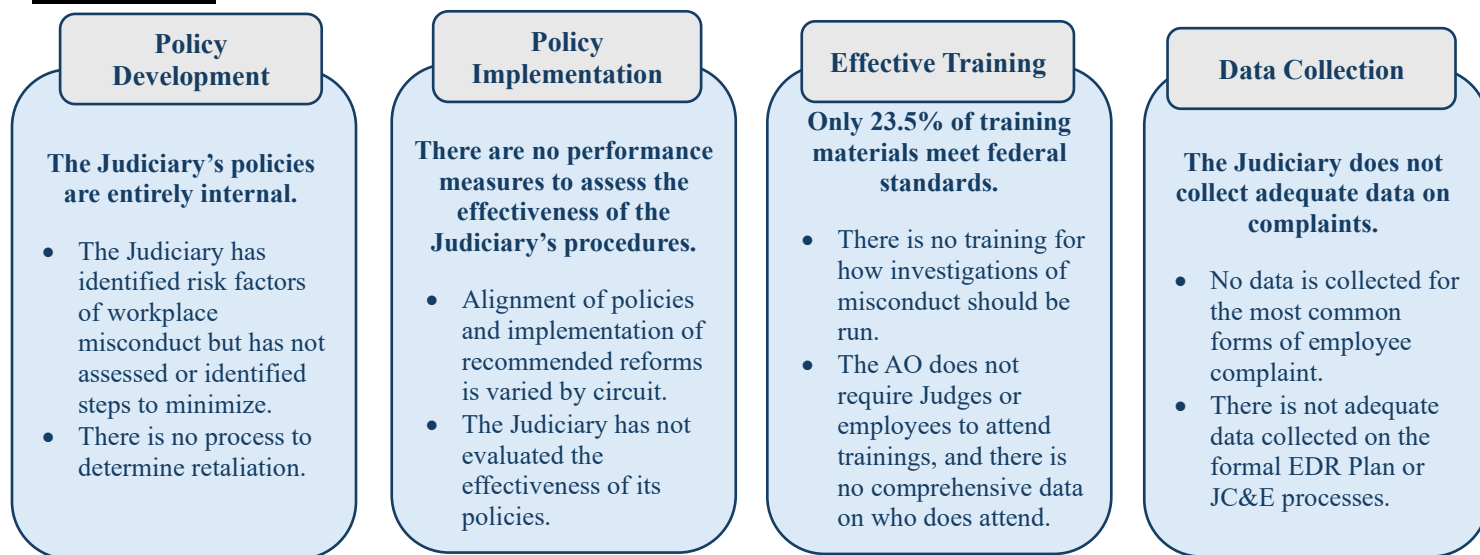 Policy
Development
The Judiciary’s policies
are entirely internal.
• The Judiciary has
identified risk factors
of workplace
misconduct but has not
assessed or identified
steps to minimize.
• There is no process to
determine retaliation.
Policy
Implementation
There are no performance
measures to assess the
effectiveness of the
Judiciary’s procedures.
• Alignment of policies
and implementation of
recommended reforms
is varied by circuit.
• The Judiciary has not
evaluated the
effectiveness of its
policies.
Effective Training
Only 23.5% of training
materials meet federal
standards.
• There is no training for
how investigations of
misconduct should be
run.
• The AO does not
require Judges or
employees to attend
trainings, and there is
no comprehensive data
on who does attend.
Data Collection
The Judiciary does not
collect adequate data on
complaints.
• No data is collected for
the most common
forms of employee
complaint.
• There is not adequate
data collected on the
formal EDR Plan or
JC&E processes.